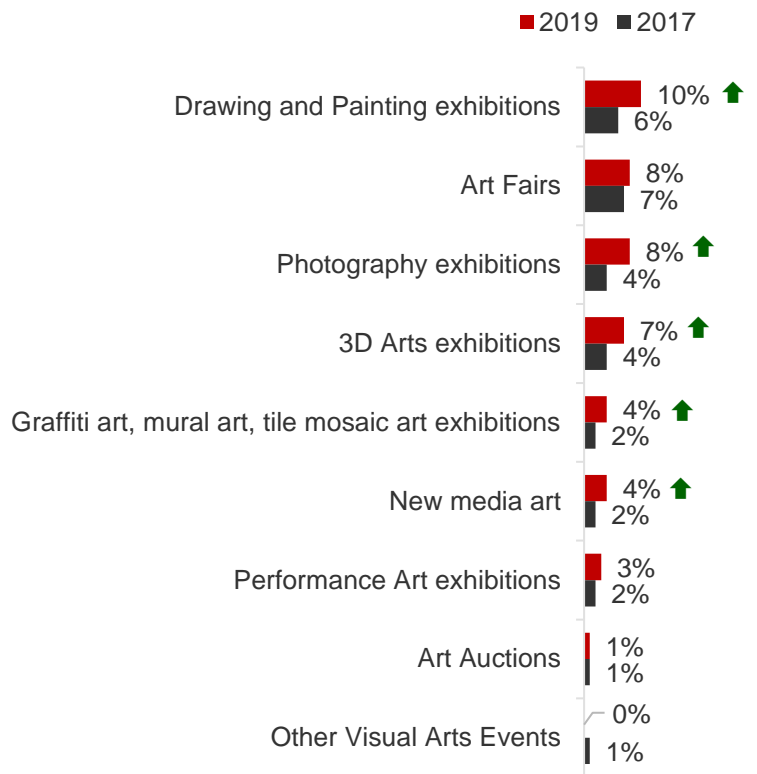 2019 2017
Drawing and Painting exhibitions
10%
6%
Art Fairs
8%
7%
Photography exhibitions
8%
4%
3D Arts exhibitions
7%
4%
Graffiti art, mural art, tile mosaic art exhibitions
4%
2%
New media art
4%
2%
Performance Art exhibitions
3%
2%
Art Auctions
1%
1%
Other Visual Arts Events
0%
1%